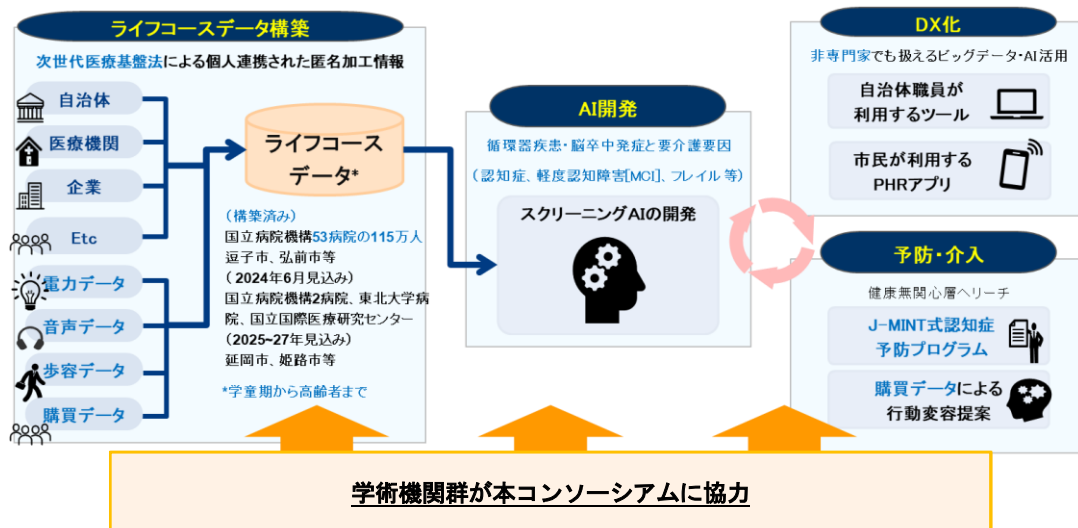 ライフコースデータ構築
次世代医療基盤法による個人連携された匿名加工情報
自治体
医療機関
企業
Etc
電力データ
音声データ
歩容データ
購買データ
ライフコース
データ*
(構築済み)
国立病院機構53病院の115万人
逗子市、弘前市等
(2024年6月見込み)
国立病院機構2病院、東北大学病
院、国立国際医療研究センター
(2025~27年見込み)
延岡市、姫路市等
*学童期から高齢者まで
AI開発
循環器疾患・脳卒中発症と要介護要因
(認知症、軽度認知障害[MCI]、フレイル等)
スクリーニングAIの開発
DX化
非専門家でも扱えるビッグデータ・AI活用
自治体職員が
利用するツール
市民が利用する
PHRアプリ
予防・介入
健康無関心層へリーチ
J-MINT式認知症
予防プログラム
購買データによる
行動変容提案
学術機関群が本コンソーシアムに協力